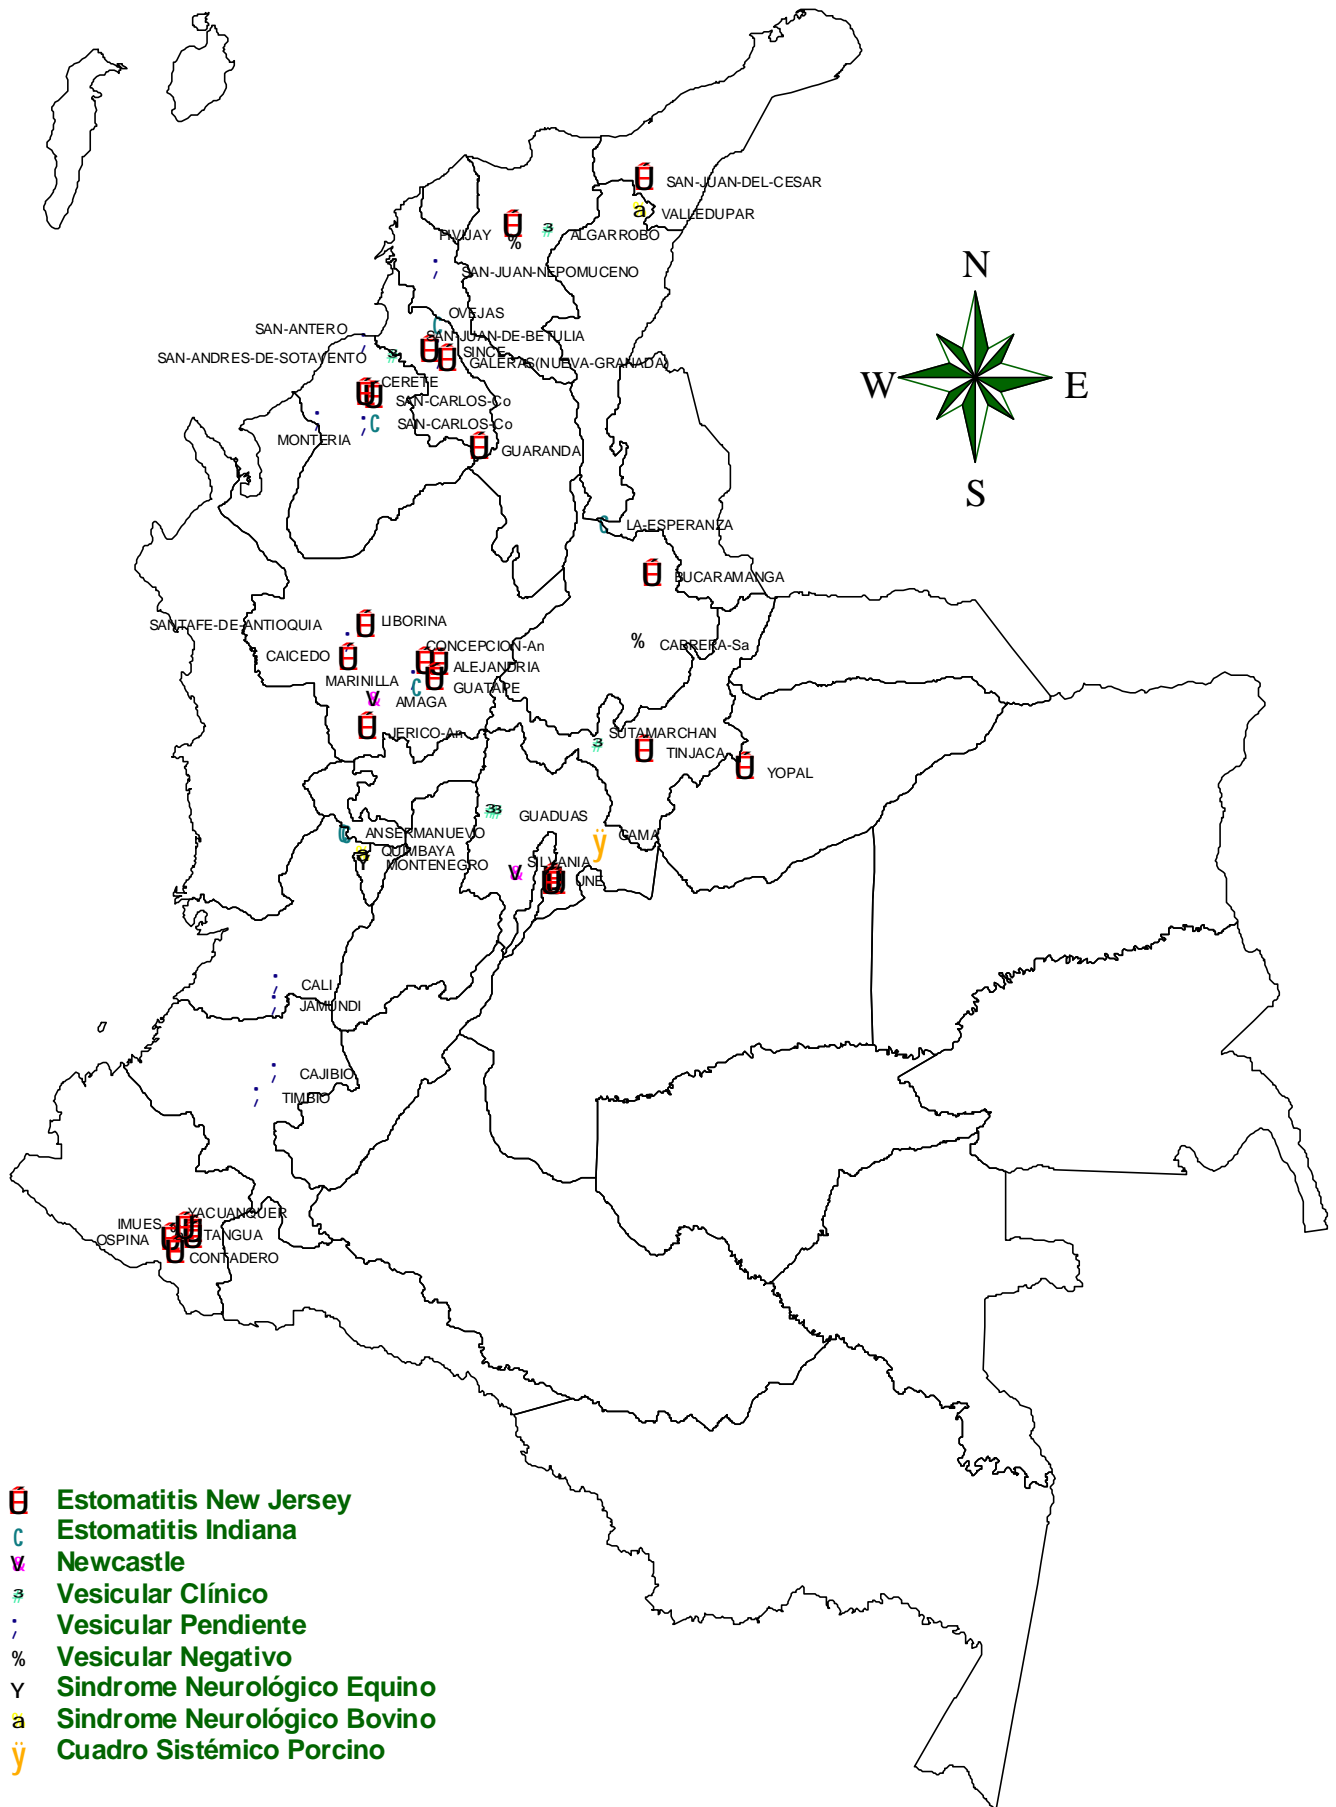 SAN-JUAN-DEL-CESAR
VALLEDUPAR
PIVIJAY
ALGARROBO
SAN-JUAN-NEPOMUCENO
N
OVEJAS
SAN-ANTERO
SAN-JUAN-DE-BETULIA
SINCE
SAN-ANDRES-DE-SOTAVENTO
GALERAS(NUEVA-GRANADA)
W
E
CERETE
SAN-CARLOS-Co
SAN-CARLOS-Co
MONTERIA
GUARANDA
S
LA-ESPERANZA
BUCARAMANGA
SANTAFE-DE-ANTIOQUIA
LIBORINA
CABRERA-Sa
CONCEPCION-An
CAICEDO
ALEJANDRIA
MARINILLA
GUATAPE
AMAGA
JERICO-An
SUTAMARCHAN
TINJACA
YOPAL
GUADUAS
ANSERMANUEVO
GAMA
QUIMBAYA
MONTENEGRO
SILVANIA
UNE
CALI
JAMUNDI
CAJIBIO
TIMBIO
YACUANQUER
IMUES
TANGUA
OSPINA
CONTADERO
Ú Estomatitis New Jersey
C Estomatitis Indiana
V Newcastle
# Vesicular Clínico
; Vesicular Pendiente
% Vesicular Negativo
Y Sindrome Neurológico Equino
a Sindrome Neurológico Bovino
ÿ Cuadro Sistémico Porcino